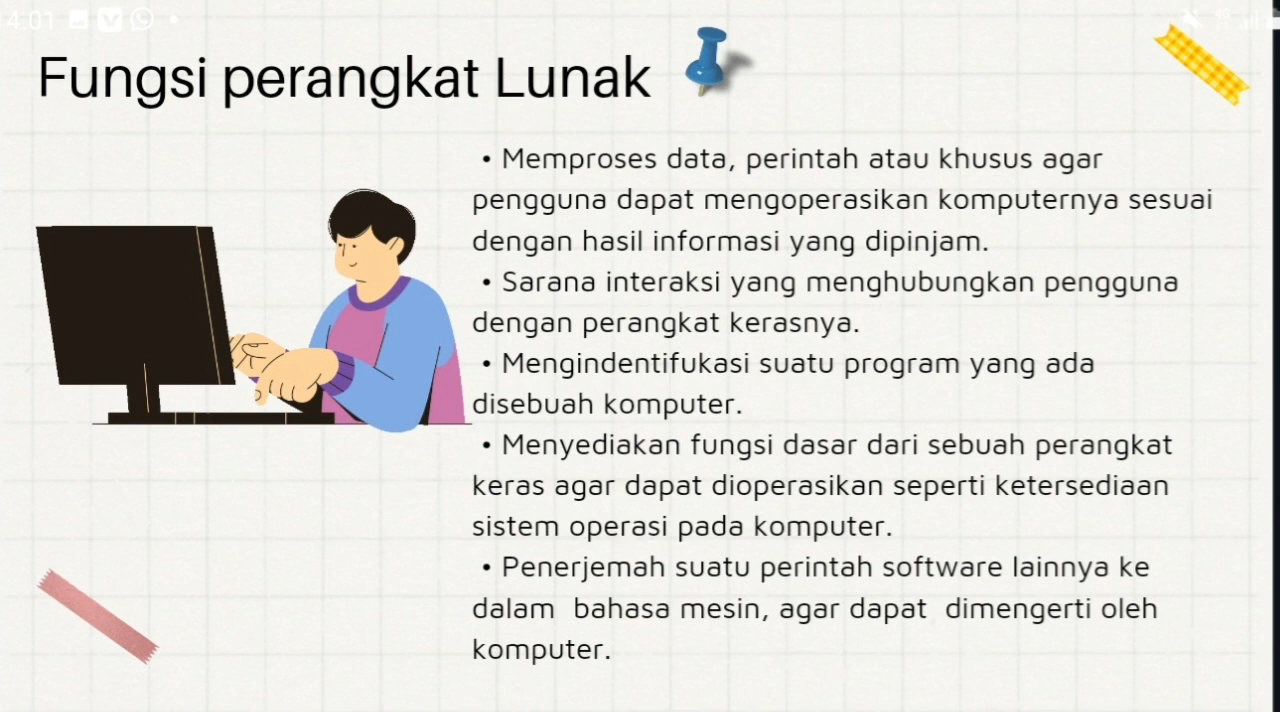 4:01
Fungsi perangkat Lunak
• Memproses data, perintah atau khusus agar
pengguna dapat mengoperasikan komputernya sesuai
dengan hasil informasi yang dipinjam.
• Sarana interaksi yang menghubungkan pengguna
dengan perangkat kerasnya.
• Mengindentifukasi suatu program yang ada
disebuah komputer.
• Menyediakan fungsi dasar dari sebuah perangkat
keras agar dapat dioperasikan seperti ketersediaan
sistem operasi pada komputer.
• Penerjemah suatu perintah software lainnya ke
dalam  bahasa mesin, agar dapat  dimengerti oleh
komputer.